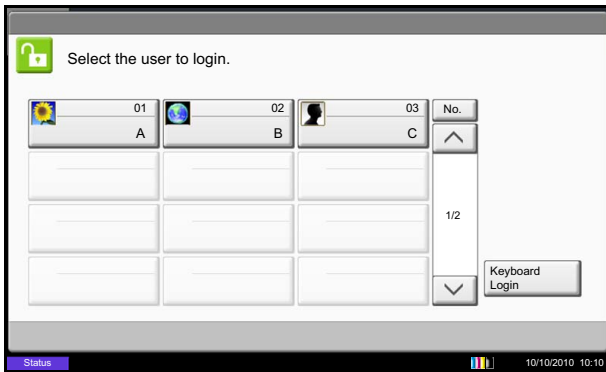 Select the user to login.
01
A
02
B
03
C
No.
1/2
Keyboard
Login
Status
10/10/2010 10:10